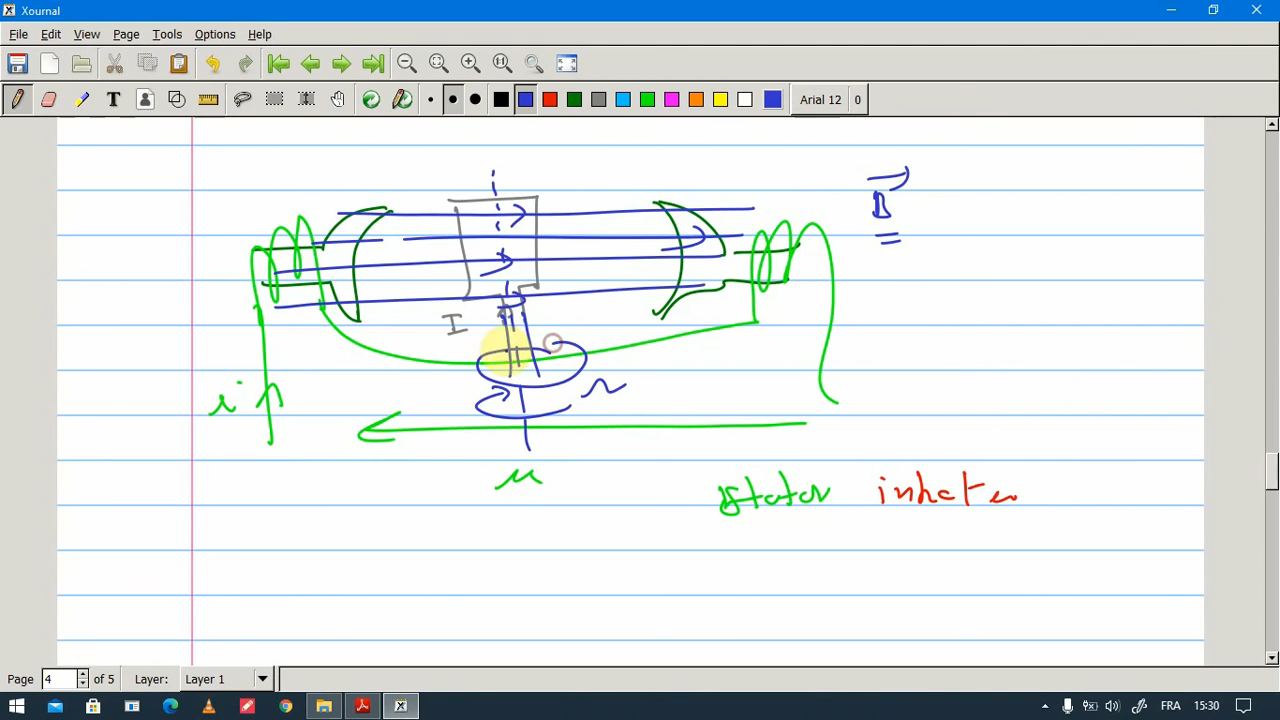 Xournal
File Edit View Page Tools Options Help
Arial 12 0
B
I
i
N
u
stator
Page 4 of 5 Layer: Layer 1
FRA 15:30